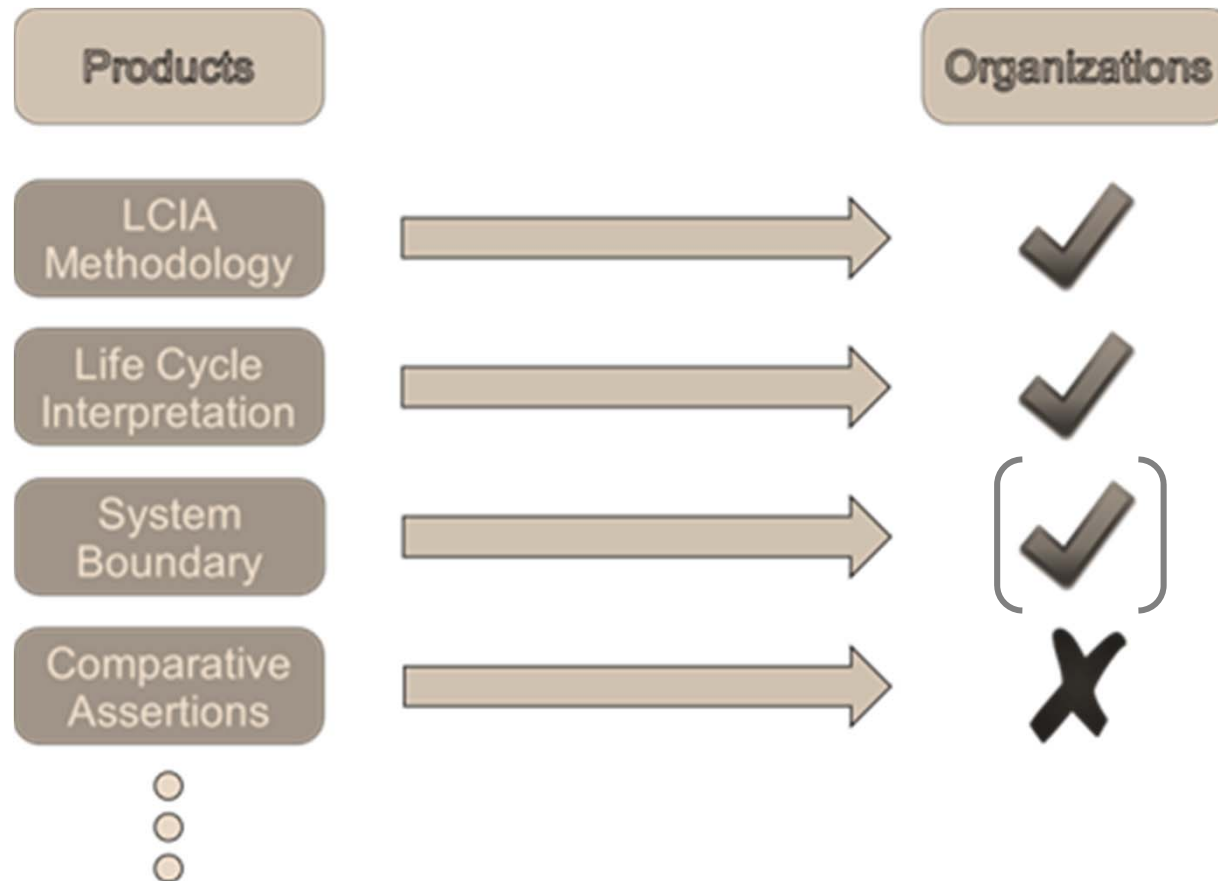 Products
Organizations
LCIA
Methodology
Life Cycle
Interpretation
System
Boundary
Comparative
Assertions